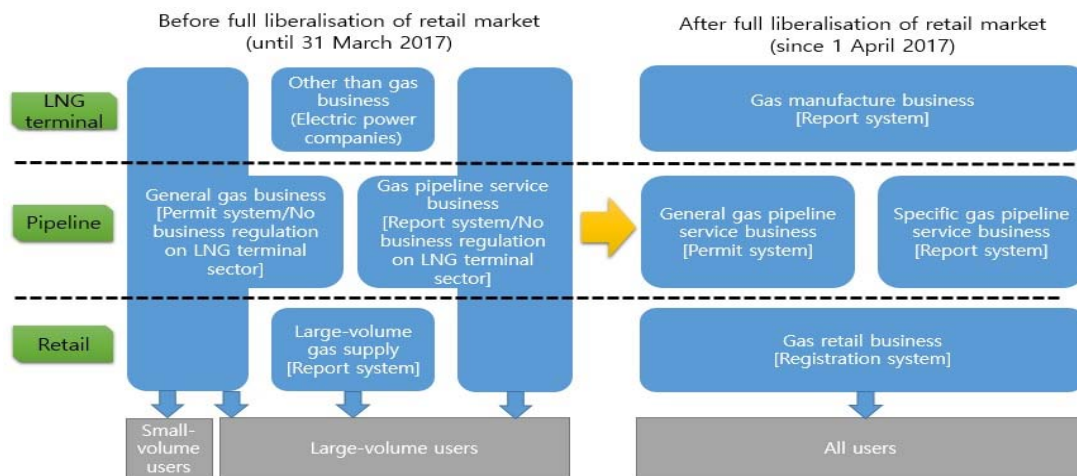 Before full liberalisation of retail market
(until 31 March 2017)
After full liberalisation of retail market
(since 1 April 2017)
LNG
terminal
Other than gas
business
(Electric power
companies)
Gas manufacture business
[Report system]
Pipeline
General gas business
[Permit system/No
business regulation
on LNG terminal
sector]
Gas pipeline service
business
[Report system/No
business regulation
on LNG terminal
sector]
General gas pipeline
service business
[Permit system]
Specific gas pipeline
service business
[Report system]
Retail
Large-volume
gas supply
[Report system]
Gas retail business
[Registration system]
Small-
volume
users
Large-volume users
All users